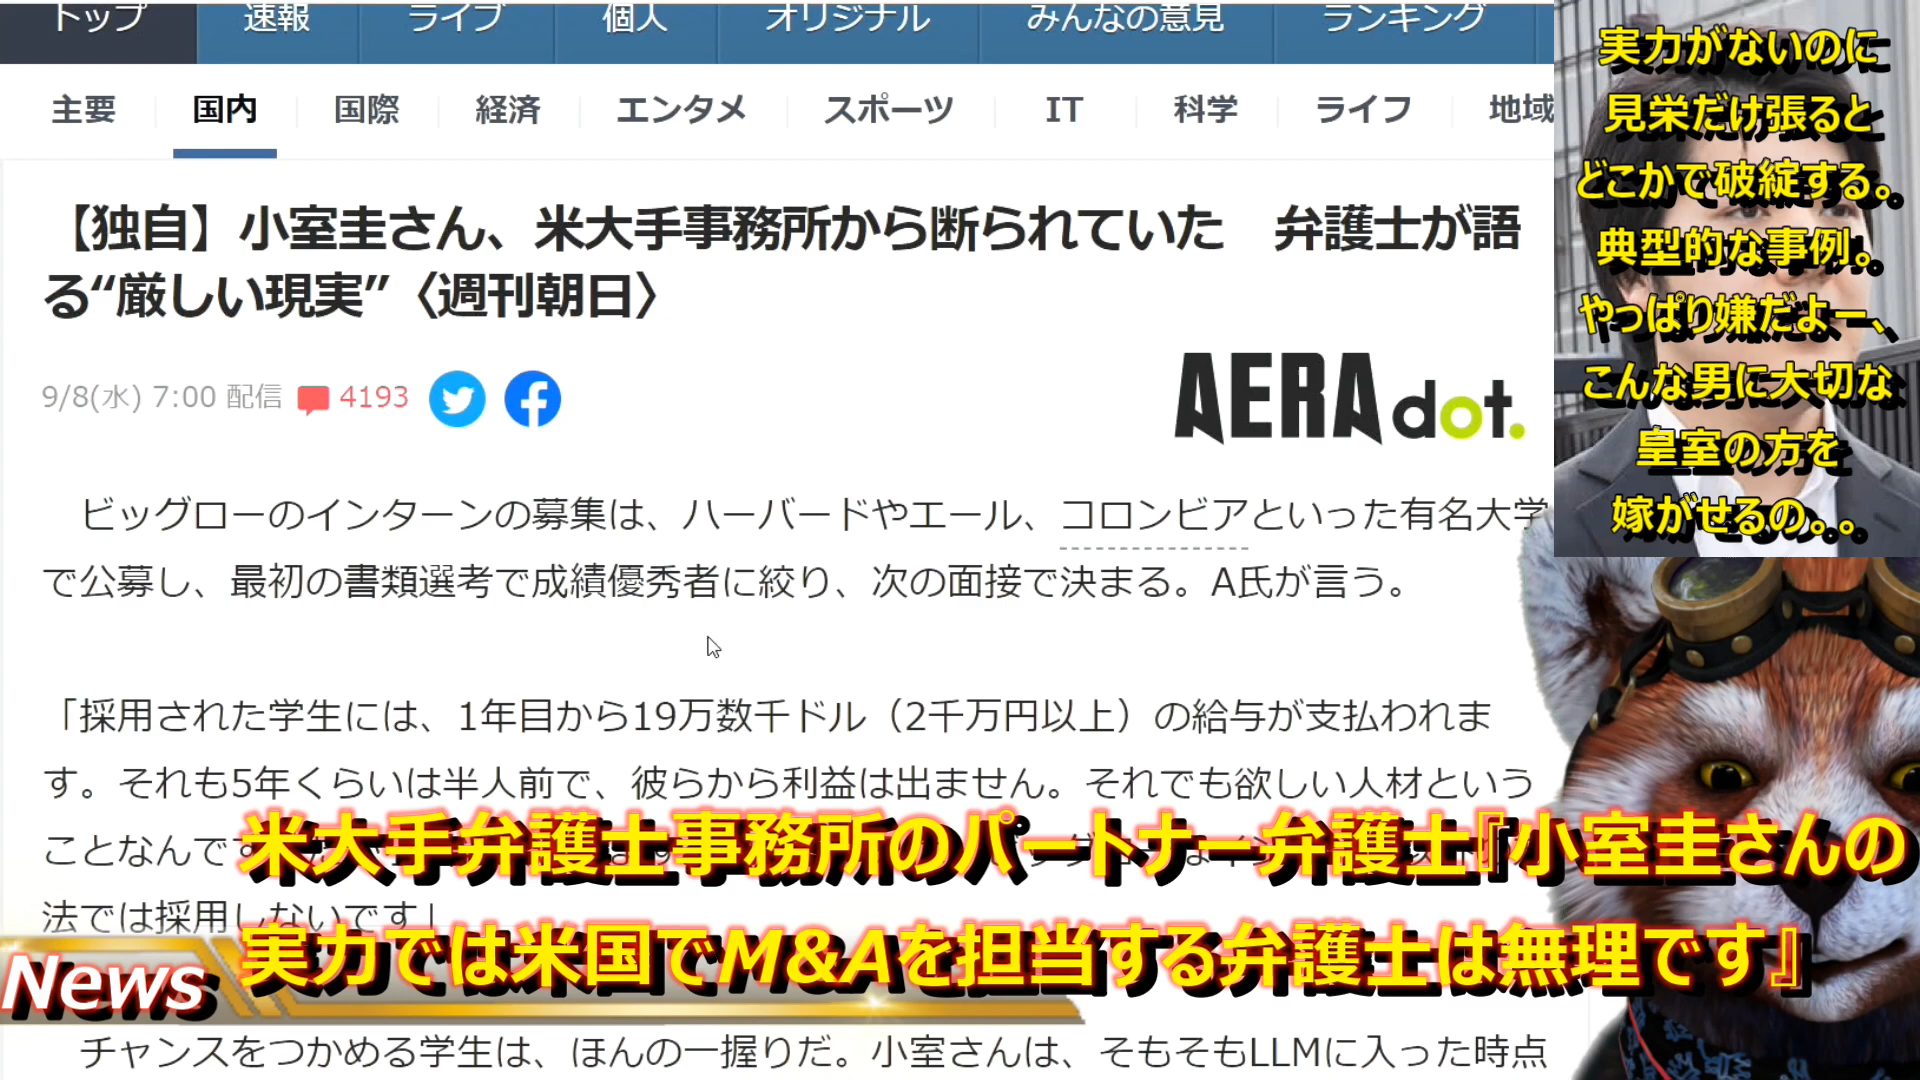 トップ 速報 ライブ 個人 オリジナル みんなの意見 ランキング
主要 国内 国際 経済 エンタメ スポーツ IT 科学 ライフ 地域
【独自】小室圭さん、米大手事務所から断られていた 弁護士が語
る“厳しい現実”〈週刊朝日〉
9/8(水) 7:00 配信 4193
AERA dot.
ビッグローのインターンの募集は、ハーバードやエール、コロンビアといった有名大学
で公募し、最初の書類選考で成績優秀者に絞り、次の面接で決まる。A氏が言う。
「採用された学生には、1年目から19万数千ドル（2千万円以上）の給与が支払われま
す。それも5年くらいは半人前で、彼らから利益は出ません。それでも欲しい人材という
ことなんです
法では採用しないです」
チャンスをつかめる学生は、ほんの一握りだ。小室さんは、そもそもLLMに入った時点
実力がないのに
見栄だけ張ると
どこかで破綻する。
典型的な事例。
やっぱり嫌だよー、
こんな男に大切な
皇室の方を
嫁がせるの。。。
米大手弁護士事務所のパートナー弁護士『小室圭さんの
実力では米国でM&Aを担当する弁護士は無理です』
News